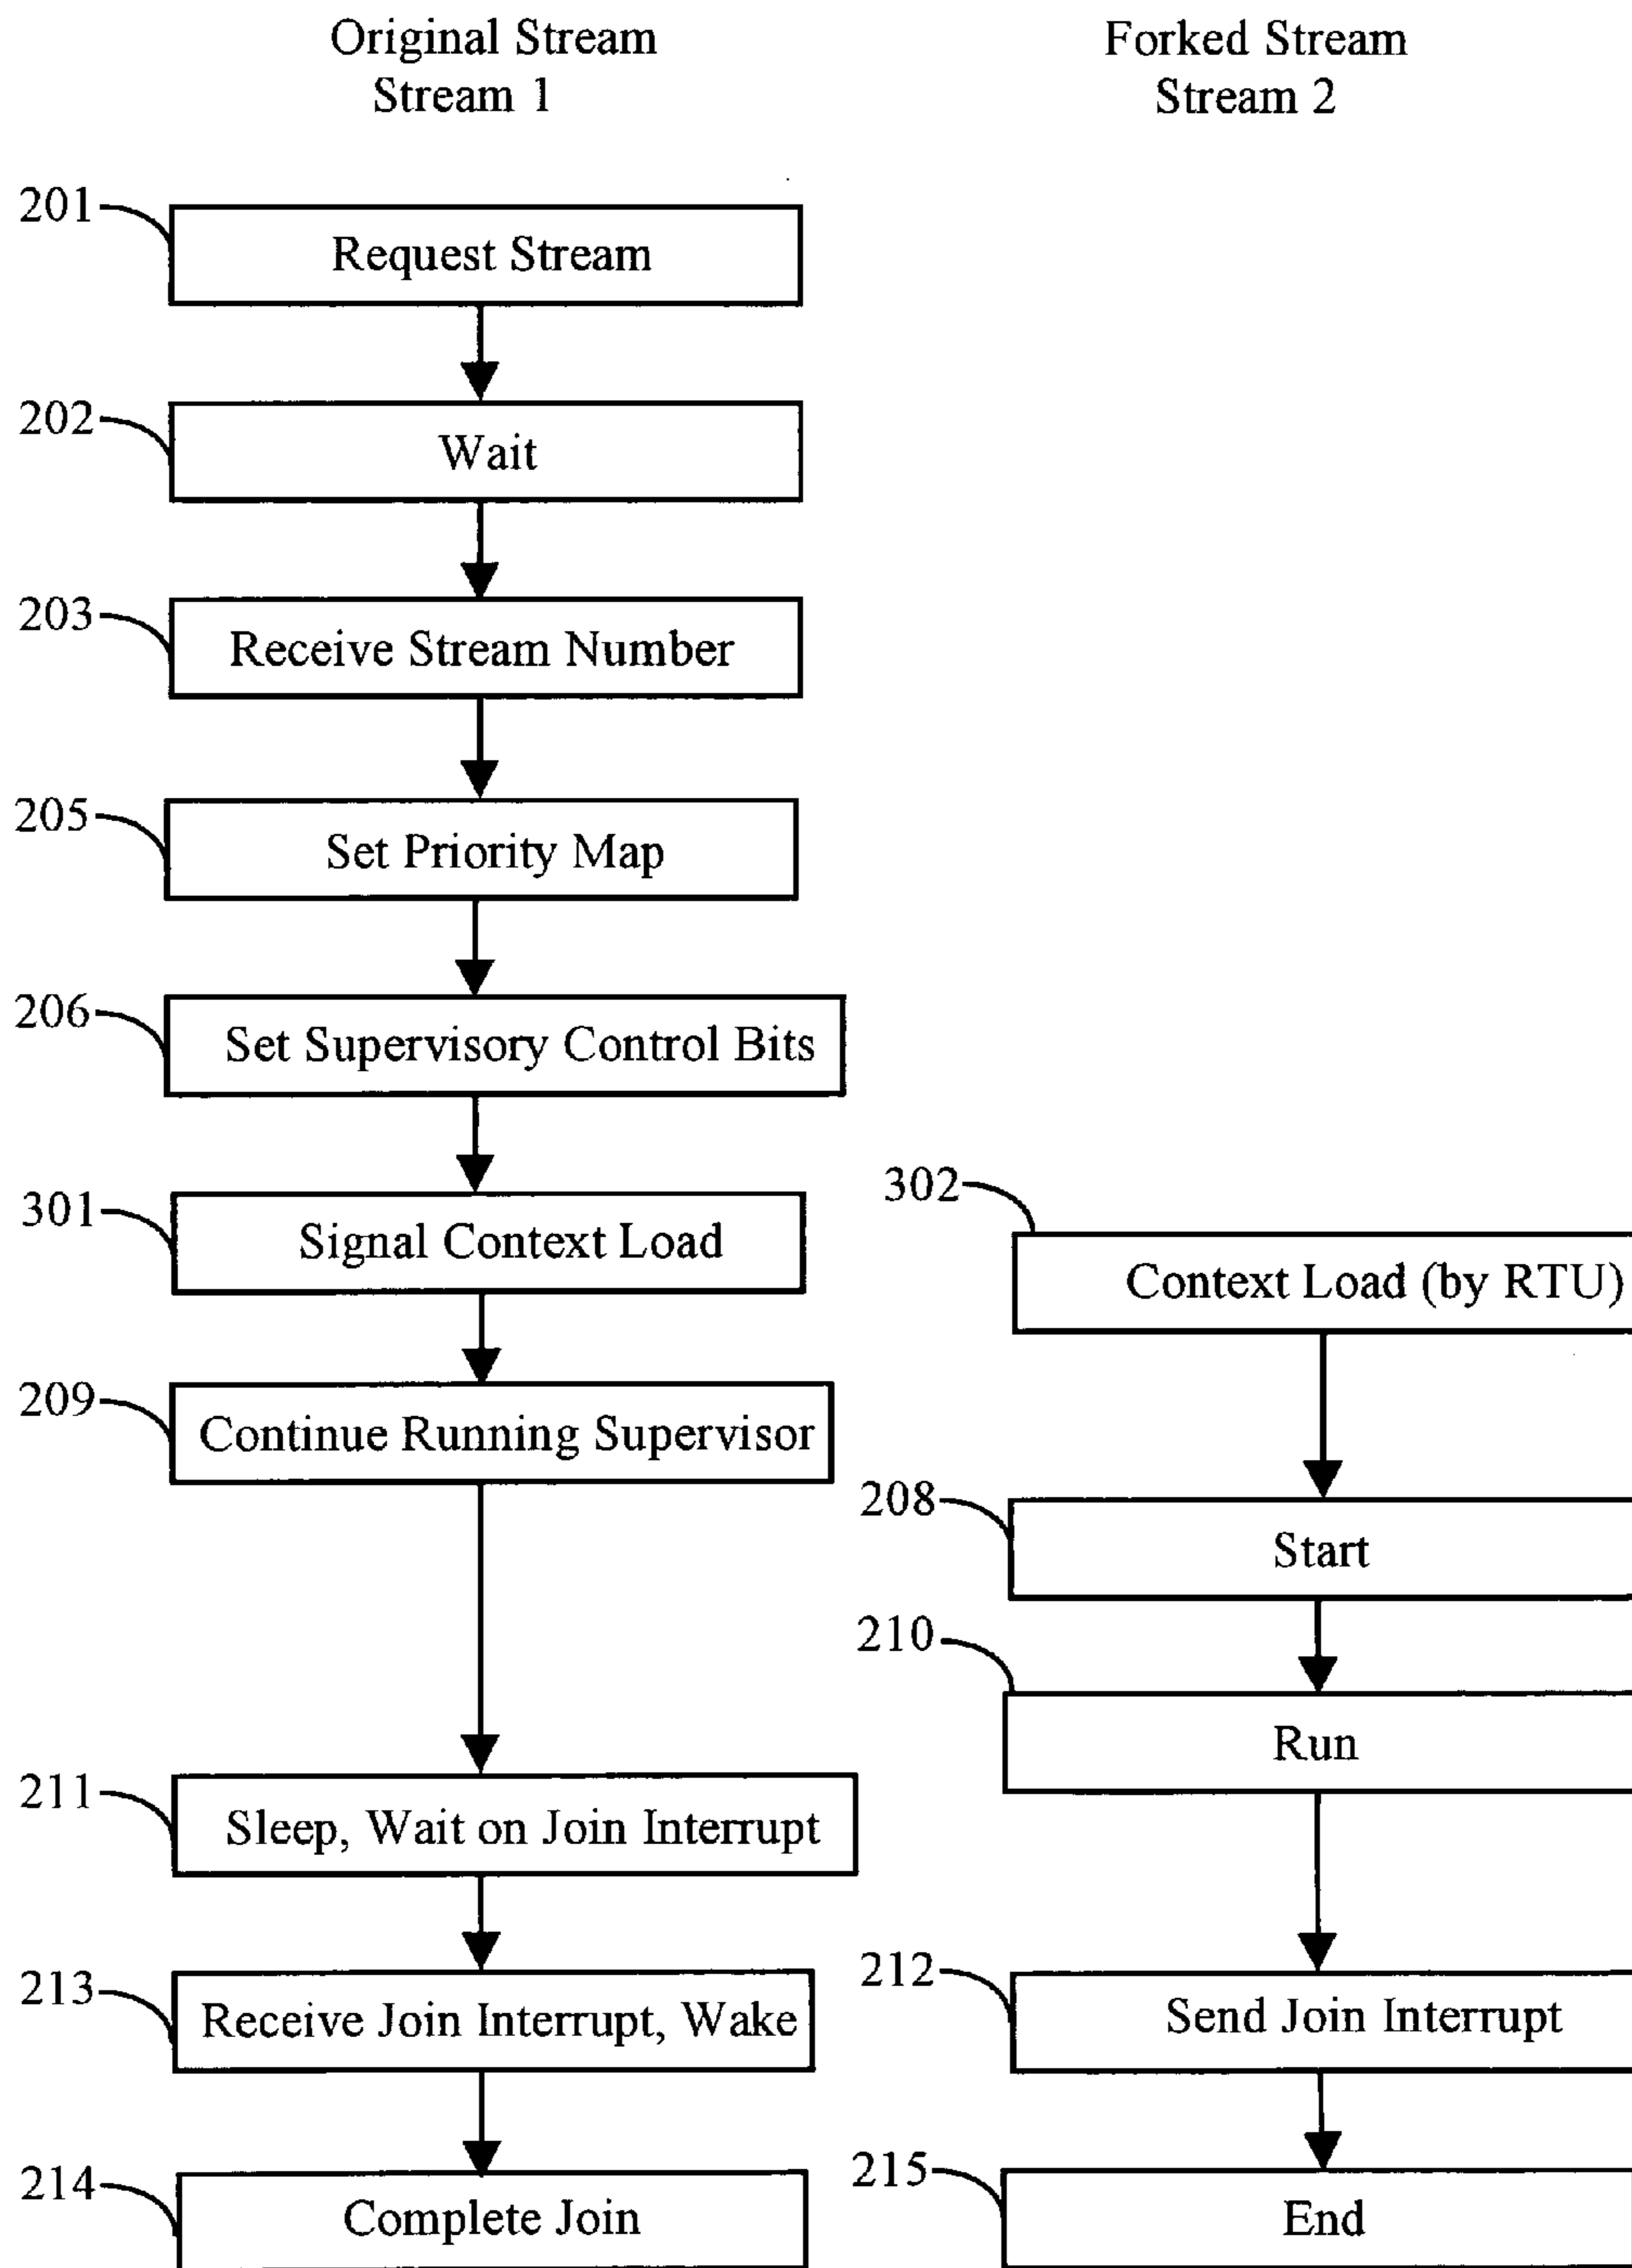 Original Stream
Stream 1
Forked Stream
Stream 2
201
Request Stream
202
Wait
203
Receive Stream Number
205
Set Priority Map
206
Set Supervisory Control Bits
301
Signal Context Load
302
Context Load (by RTU)
209
Continue Running Supervisor
208
Start
210
Run
211
Sleep, Wait on Join Interrupt
213
Receive Join Interrupt, Wake
212
Send Join Interrupt
214
Complete Join
215
End